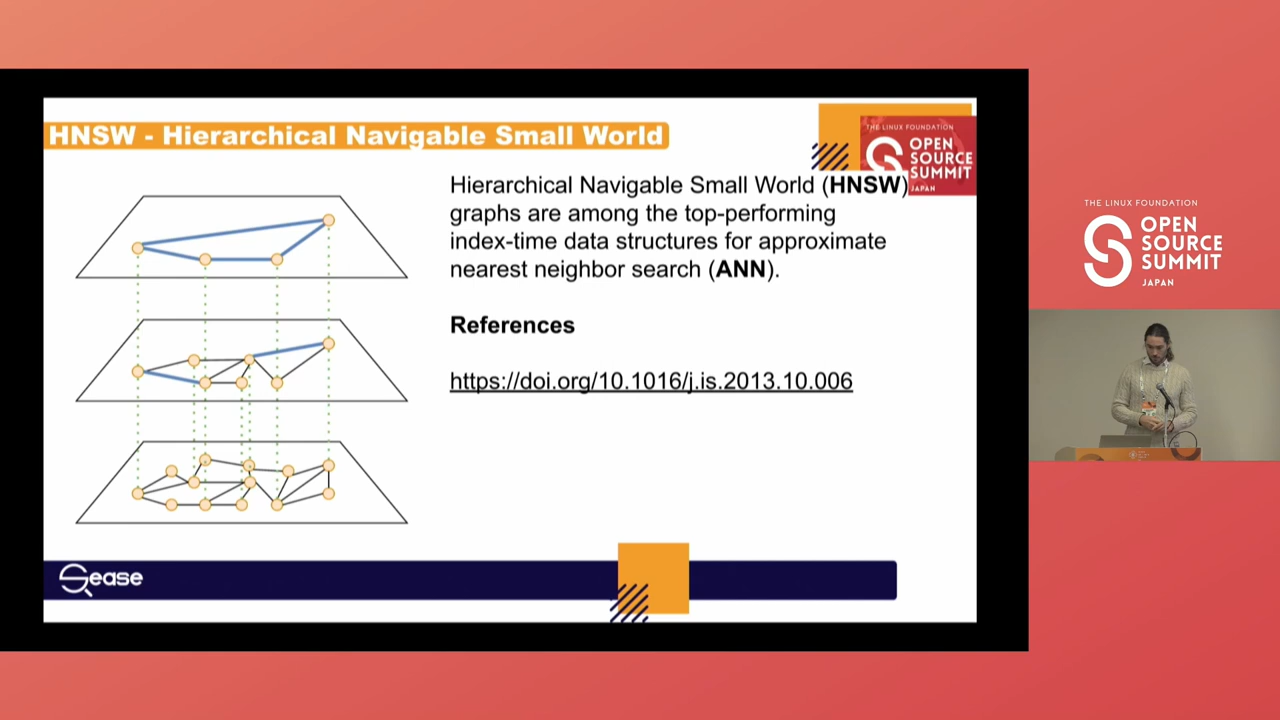 HNSW - Hierarchical Navigable Small World
THE LINUX FOUNDATION
OPEN
SOURCE
SUMMIT
JAPAN
Hierarchical Navigable Small World (HNSW)
graphs are among the top-performing
index-time data structures for approximate
nearest neighbor search (ANN).
References
https://doi.org/10.1016/j.is.2013.10.006
Sease
THE LINUX FOUNDATION
OPEN
SOURCE
SUMMIT
JAPAN